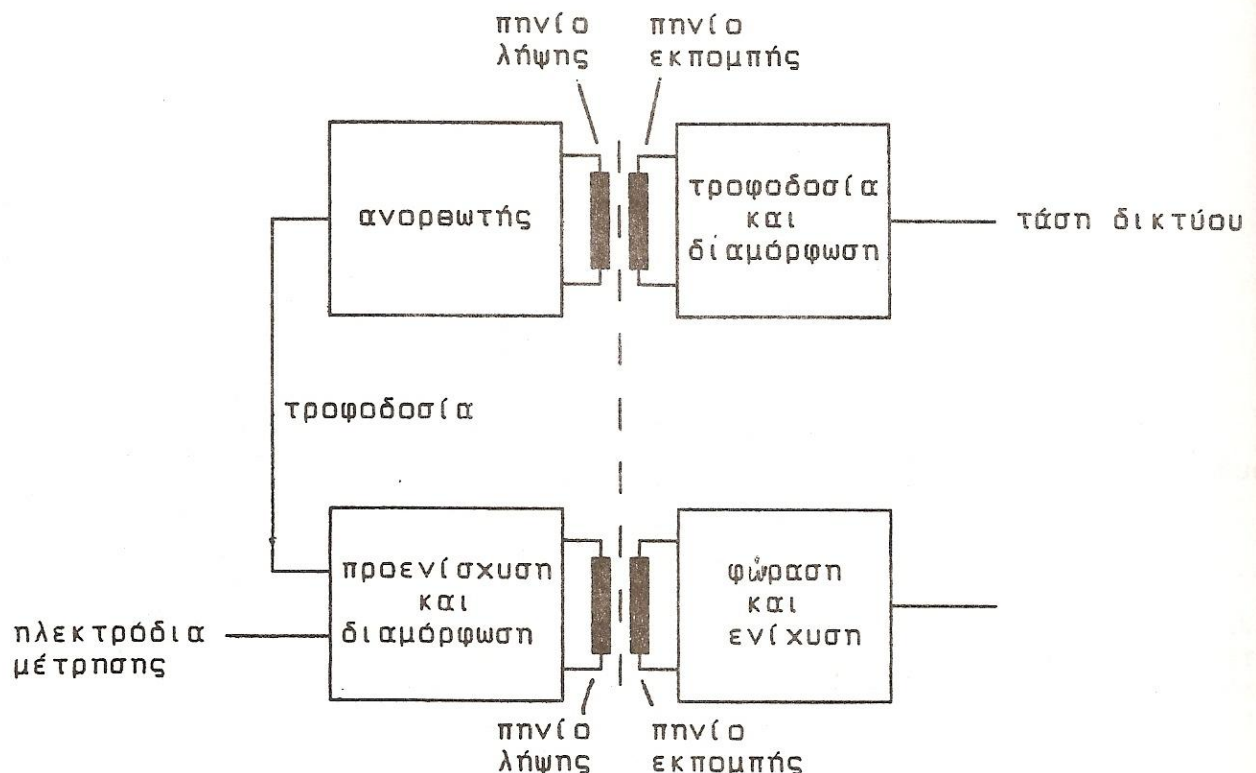 πηνίο
λήψης
πηνίο
εκπομπής
ανορθωτής
τροφοδοσία
και
διαμόρφωση
τάση δικτύου
τροφοδοσία
προενίσχυση
και
διαμόρφωση
φώραση
και
ενίχυση
ηλεκτρόδια
μέτρησης
πηνίο
λήψης
πηνίο
εκπομπής